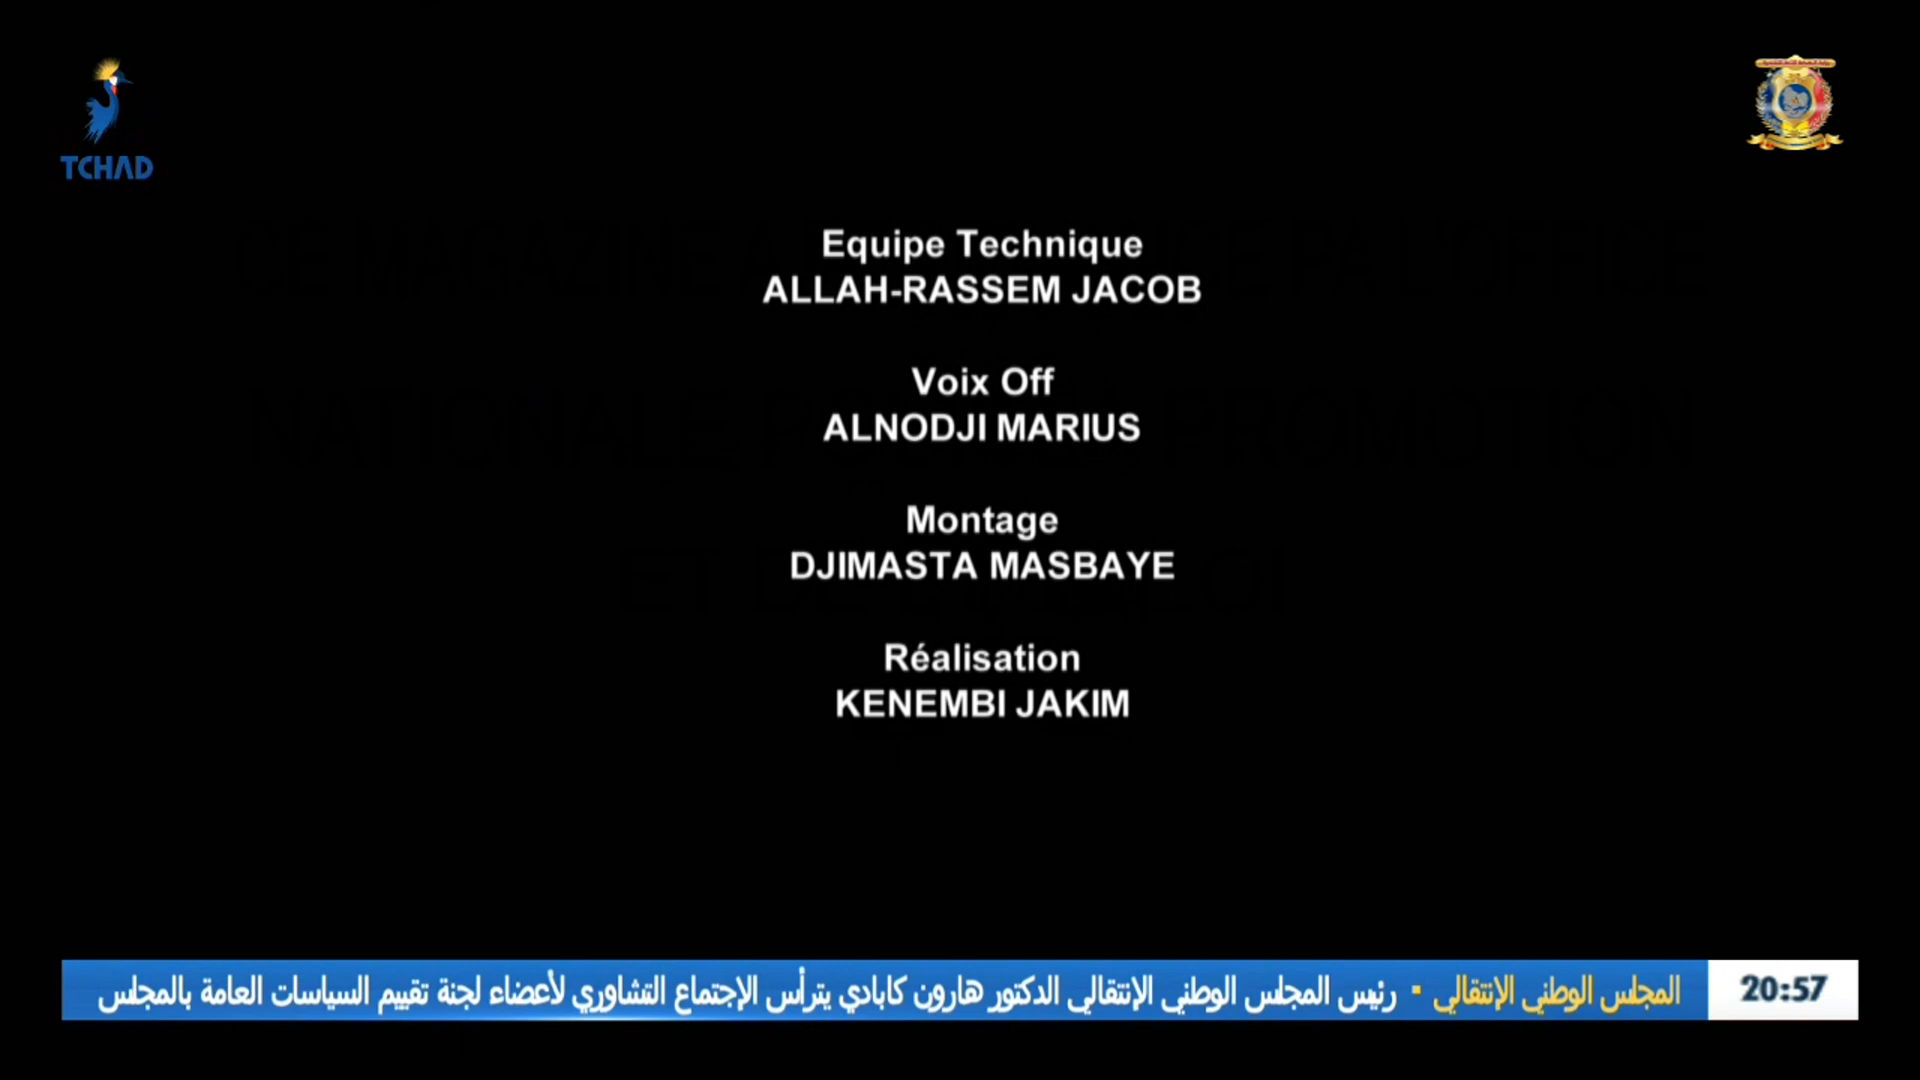 TCHAD
Equipe Technique
ALLAH-RASSEM JACOB
Voix Off
ALNODJI MARIUS
Montage
DJIMASTA MASBAYE
Réalisation
KENEMBI JAKIM
المجلس الوطني الإنتقالي - رئيس المجلس الوطني الإنتقالي الدكتور هارون كابادي يترأس الإجتماع التشاوري لأعضاء لجنة تقييم السياسات العامة بالمجلس
20:57